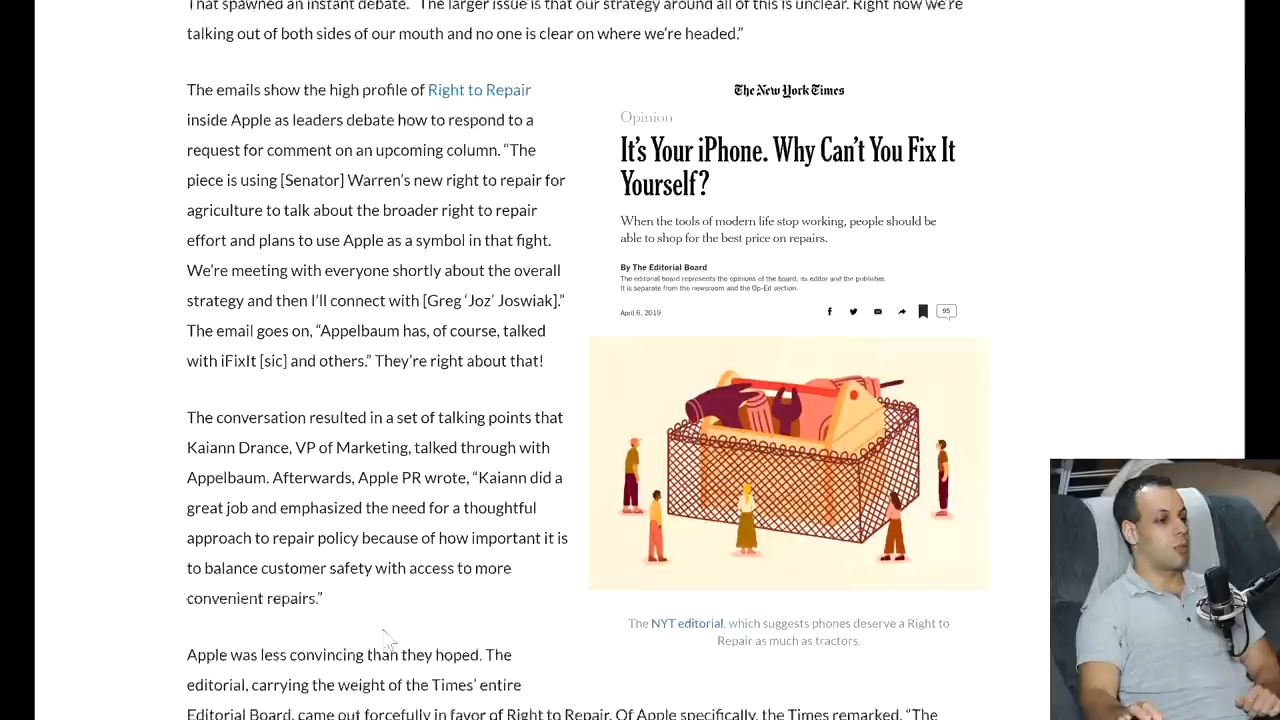 That spawned an instant debate. “The larger issue is that our strategy around all of this is unclear. Right now we’re
talking out of both sides of our mouth and no one is clear on where we’re headed.”
The emails show the high profile of Right to Repair
inside Apple as leaders debate how to respond to a
request for comment on an upcoming column. “The
piece is using [Senator] Warren’s new right to repair for
agriculture to talk about the broader right to repair
effort and plans to use Apple as a symbol in that fight.
We’re meeting with everyone shortly about the overall
strategy and then I’ll connect with [Greg ‘Joz’ Joswiak].”
The email goes on, “Appelbaum has, of course, talked
with iFixIt [sic] and others.” They’re right about that!
The conversation resulted in a set of talking points that
Kaiann Drance, VP of Marketing, talked through with
Appelbaum. Afterwards, Apple PR wrote, “Kaiann did a
great job and emphasized the need for a thoughtful
approach to repair policy because of how important it is
to balance customer safety with access to more
convenient repairs.”
Apple was less convincing than they hoped. The
editorial, carrying the weight of the Times’ entire
Editorial Board, came out forcefully in favor of Right to Repair. Of Apple specifically, the Times remarked, “The
The New York Times
Opinion
It’s Your iPhone. Why Can’t You Fix It
Yourself?
When the tools of modern life stop working, people should be
able to shop for the best price on repairs.
By The Editorial Board
The editorial board represents the opinions of the board, its editor and the publisher.
It is separate from the newsroom and the Op-Ed section.
April 6, 2019
95
The NYT editorial, which suggests phones deserve a Right to
Repair as much as tractors.